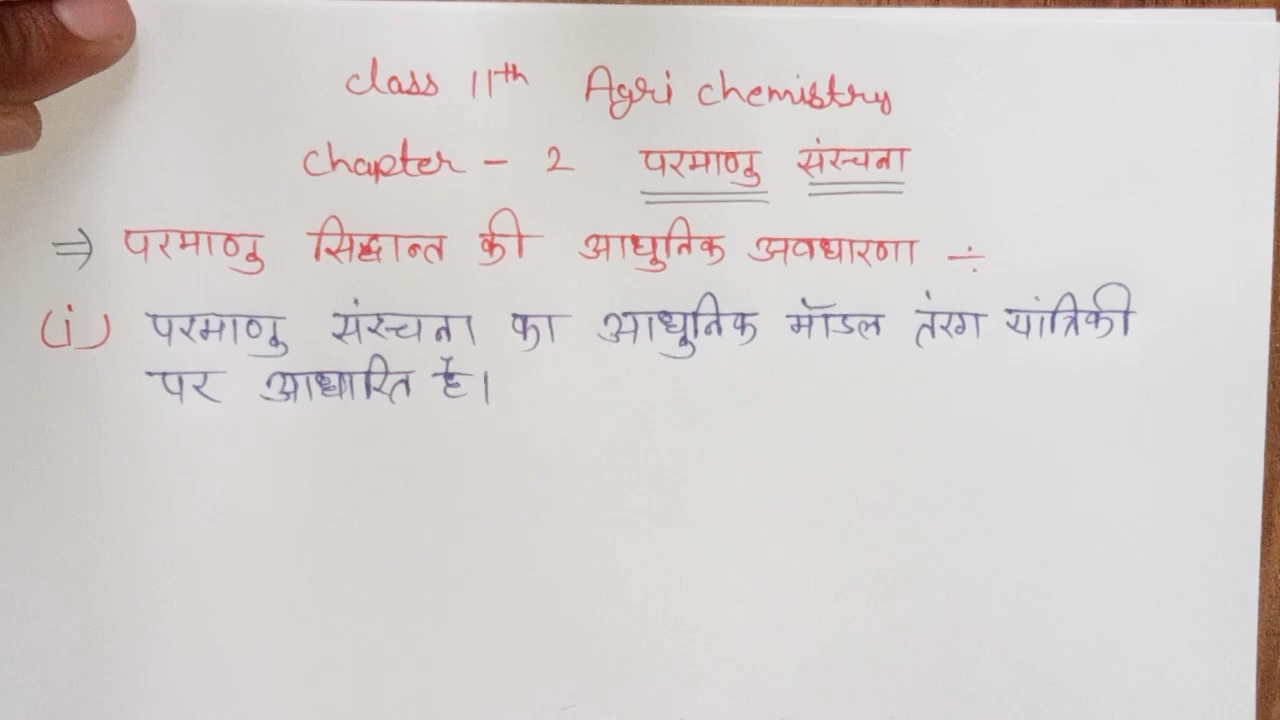 class 11th Agri chemistry
chapter - 2 परमाणु संरचना
⇒ परमाणु सिद्धान्त की आधुनिक अवधारणा ÷
(i) परमाणु संरचना का आधुनिक मॉडल तरंग यांत्रिकी
पर आधारित है।